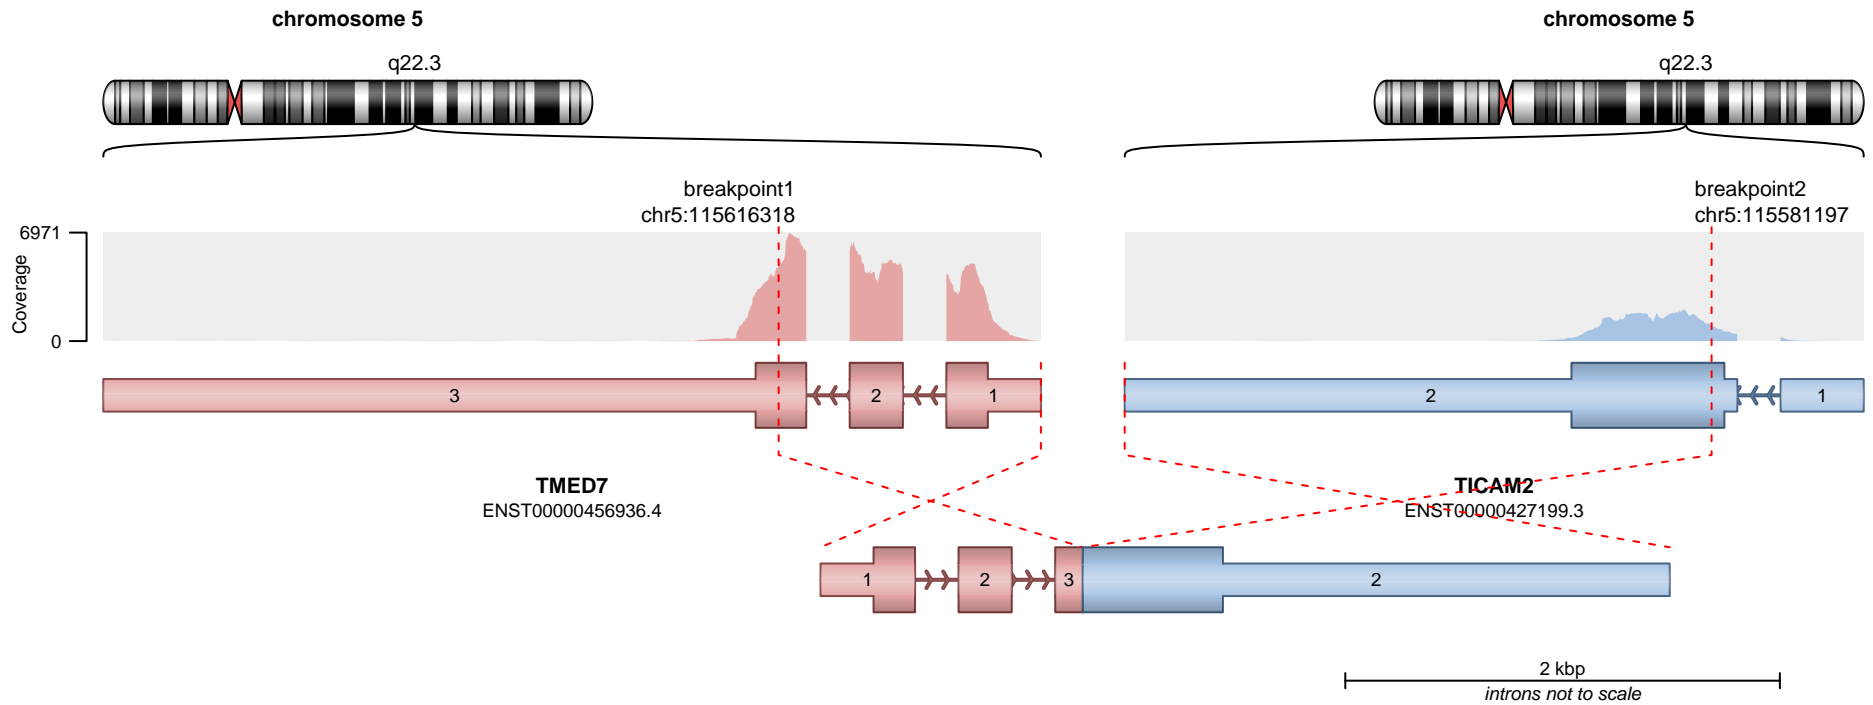 chromosome 5
chromosome 5
q22.3
q22.3
breakpoint1
chr5:115616318
breakpoint2
chr5:115581197
6971
Coverage
0
3
2
1
2
1
TMED7
ENST00000456936.4
TICAM2
ENST00000427199.3
1
2
3
2
2 kbp
introns not to scale